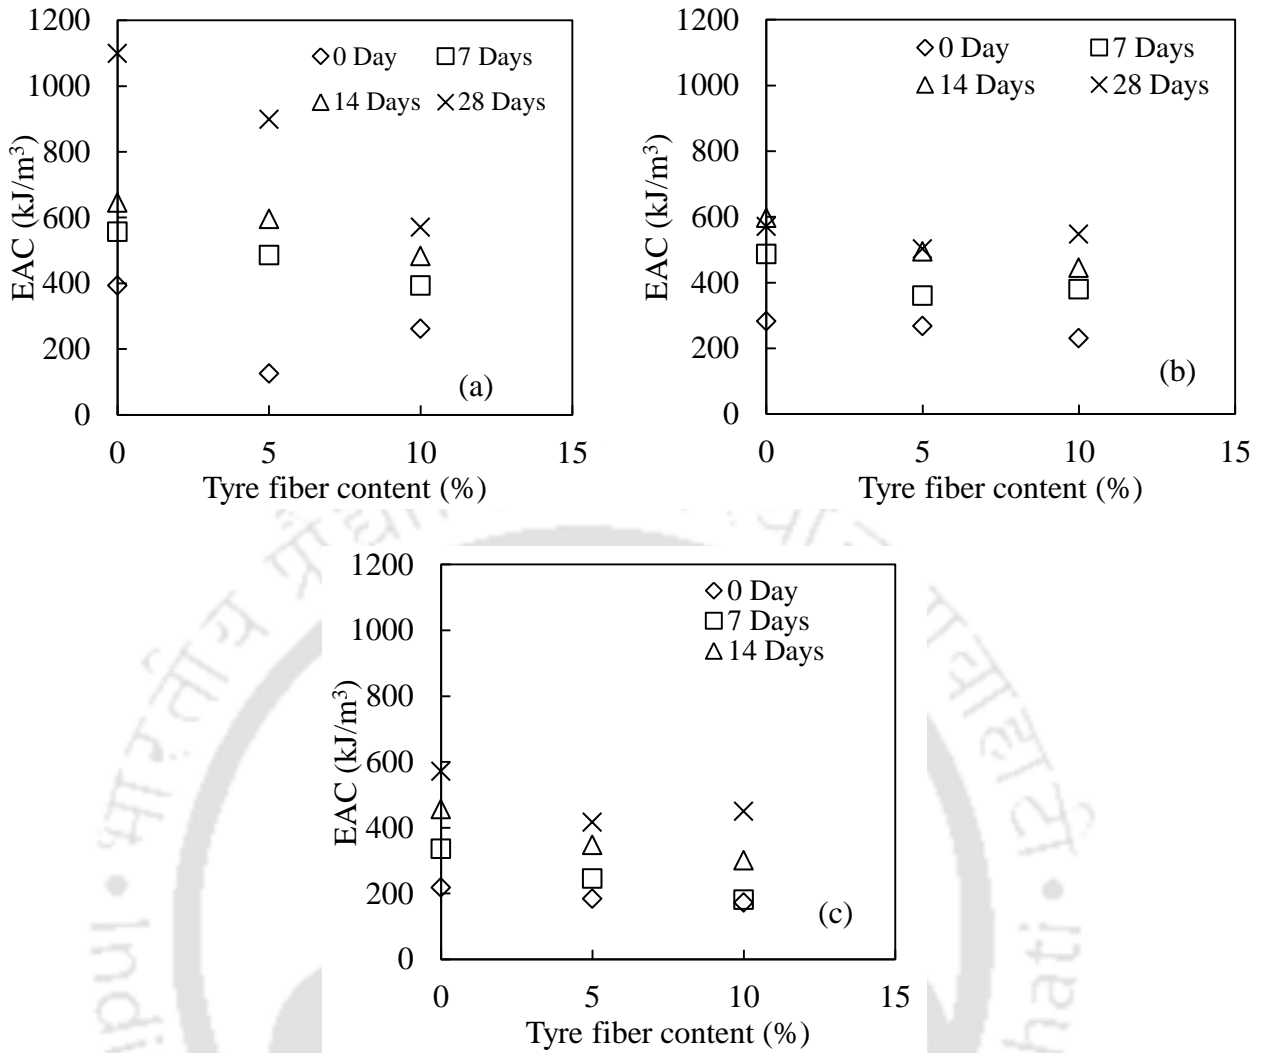 1200
1000
800
600
400
200
0
EAC (kJ/m³)
0 Day 7 Days
14 Days 28 Days
(a)
0 5 10 15
Tyre fiber content (%)
1200
1000
800
600
400
200
0
EAC (kJ/m³)
0 Day 7 Days
14 Days 28 Days
(b)
0 5 10 15
Tyre fiber content (%)
1200
1000
800
600
400
200
0
EAC (kJ/m³)
0 Day
7 Days
14 Days
(c)
0 5 10 15
Tyre fiber content (%)
भारतीय